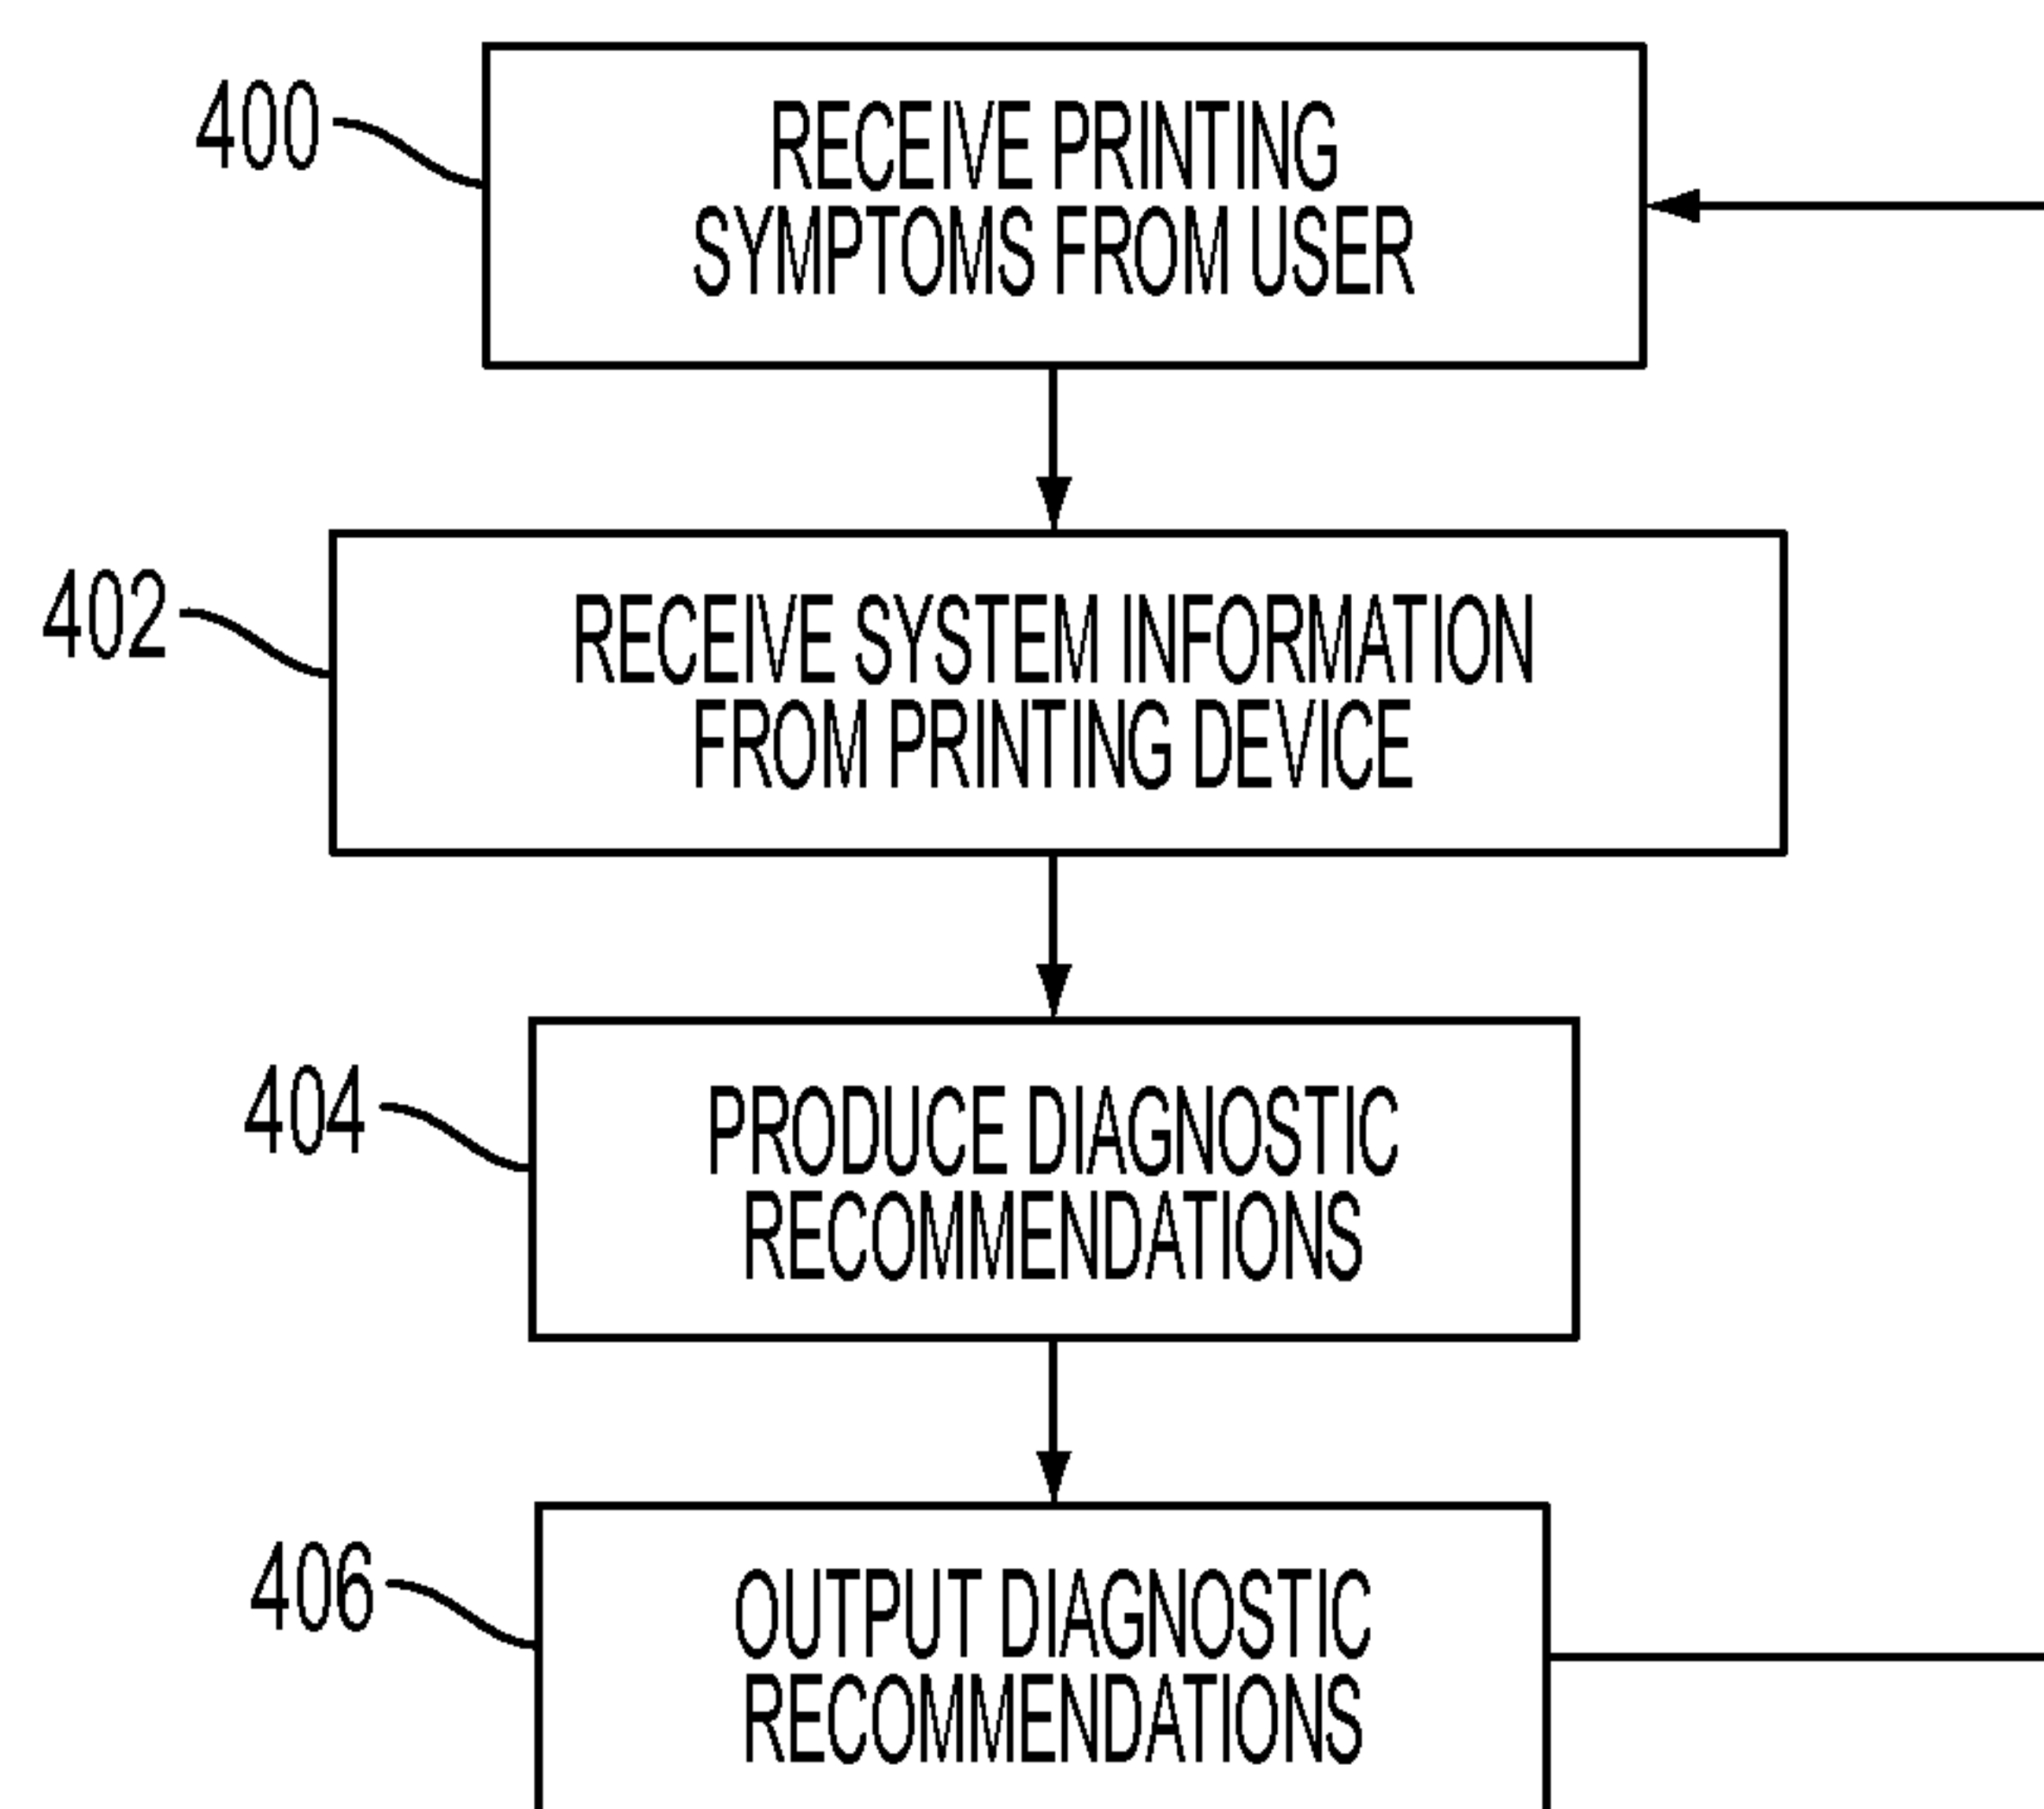 400
RECEIVE PRINTING
SYMPTOMS FROM USER
402
RECEIVE SYSTEM INFORMATION
FROM PRINTING DEVICE
404
PRODUCE DIAGNOSTIC
RECOMMENDATIONS
406
OUTPUT DIAGNOSTIC
RECOMMENDATIONS